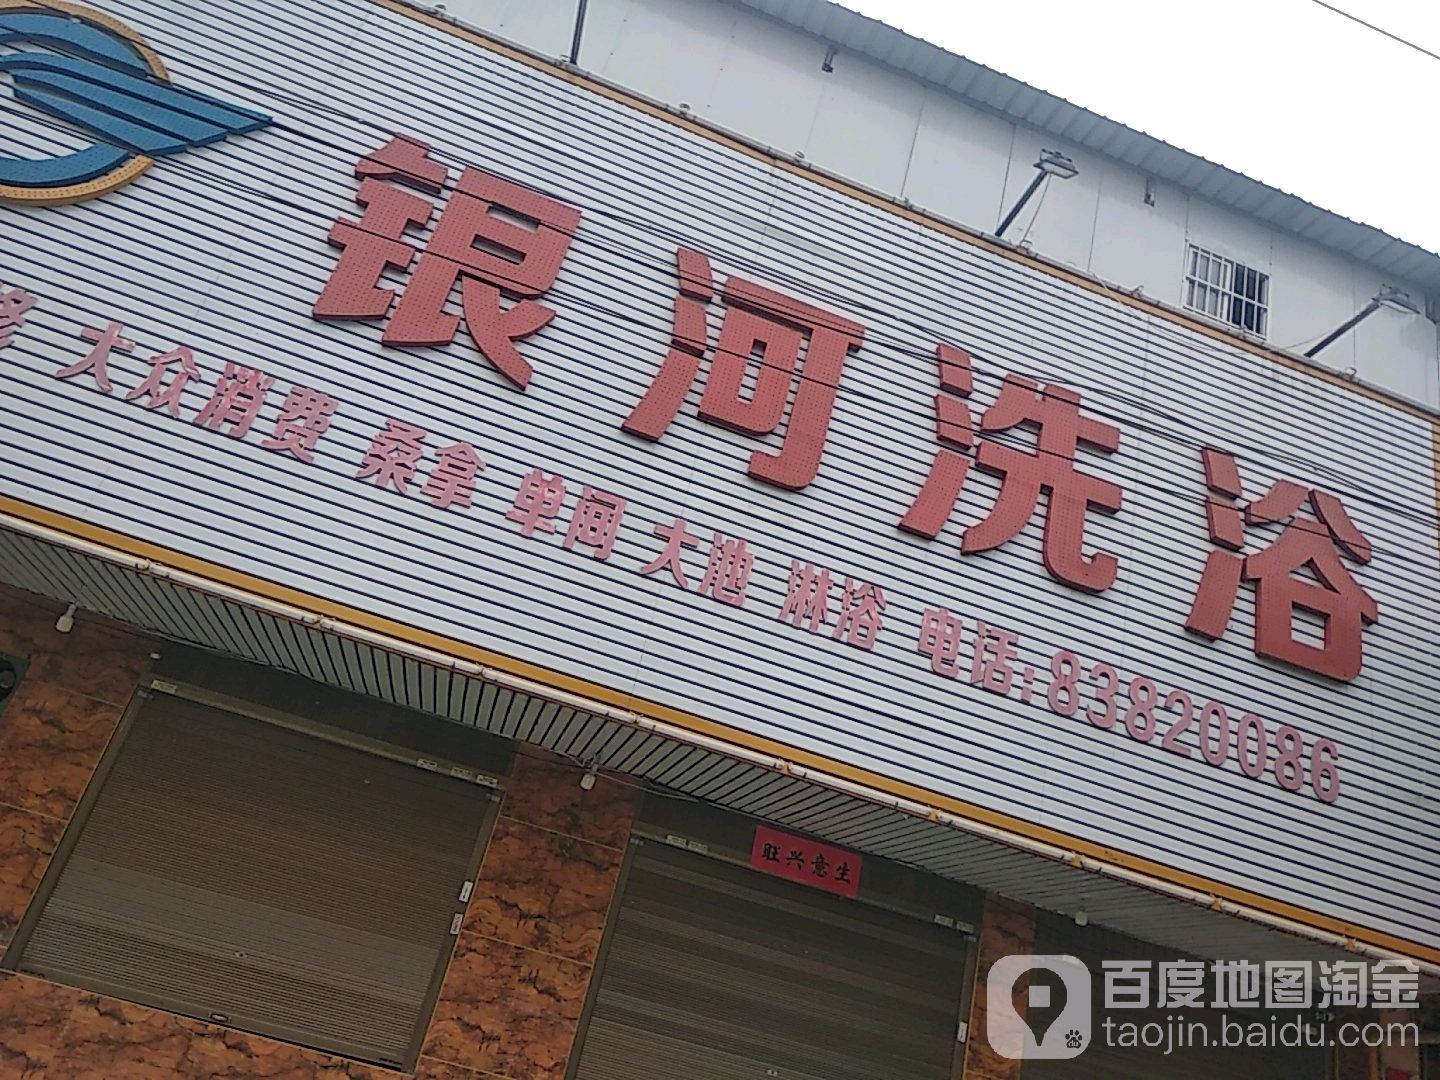 银河洗浴
修 大众消费 桑拿 单间 大池 淋浴 电话:83820086
旺兴意生
百度地图淘金
taojin.baidu.com